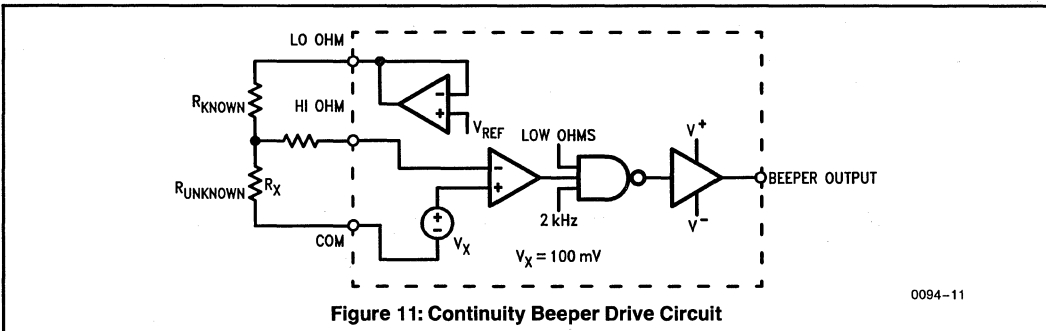 LO OHM
R_KNOWN
HI OHM
V_REF
LOW OHMS
V+
BEEPER OUTPUT
R_UNKNOWN
R_X
2 kHz
V-
COM
V_X
V_X = 100 mV
0094-11
Figure 11: Continuity Beeper Drive Circuit